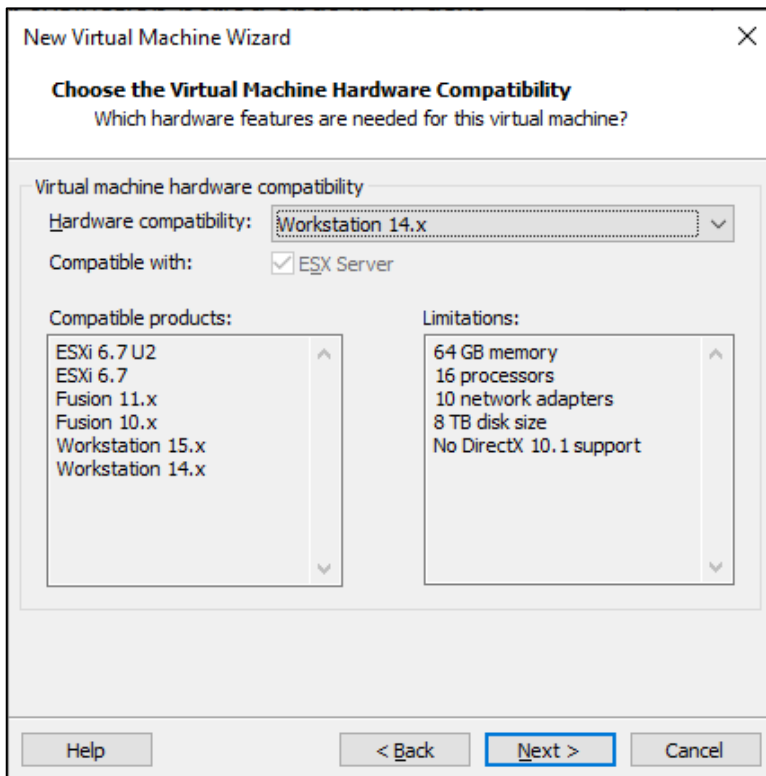 New Virtual Machine Wizard
Choose the Virtual Machine Hardware Compatibility
Which hardware features are needed for this virtual machine?
Virtual machine hardware compatibility
Hardware compatibility: Workstation 14.x
Compatible with: ESX Server
Compatible products:
ESXi 6.7 U2
ESXi 6.7
Fusion 11.x
Fusion 10.x
Workstation 15.x
Workstation 14.x
Limitations:
64 GB memory
16 processors
10 network adapters
8 TB disk size
No DirectX 10.1 support
Help < Back Next > Cancel